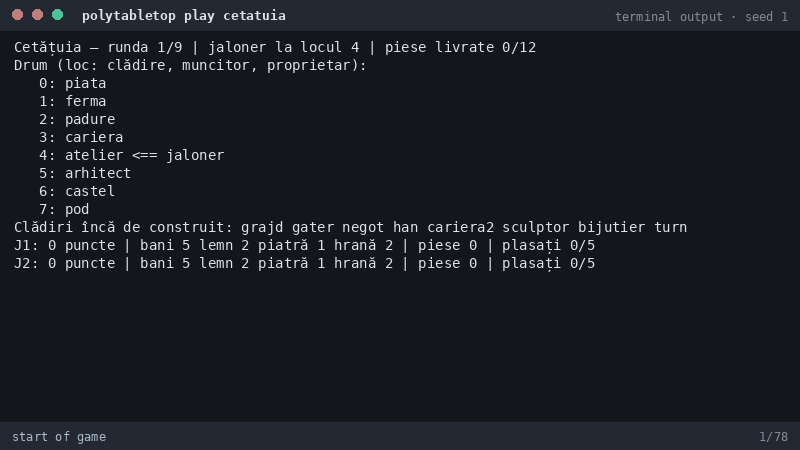 polytabletop play cetatuia
terminal output · seed 1
Cetățuia — runda 1/9 | jaloner la locul 4 | piese livrate 0/12
Drum (loc: clădire, muncitor, proprietar):
0: piata
1: ferma
2: padure
3: cariera
4: atelier <== jaloner
5: arhitect
6: castel
7: pod
Clădiri încă de construit: grajd gater negot han cariera2 sculptor bijutier turn
J1: 0 puncte | bani 5 lemn 2 piatră 1 hrană 2 | piese 0 | plasați 0/5
J2: 0 puncte | bani 5 lemn 2 piatră 1 hrană 2 | piese 0 | plasați 0/5
start of game
1/78